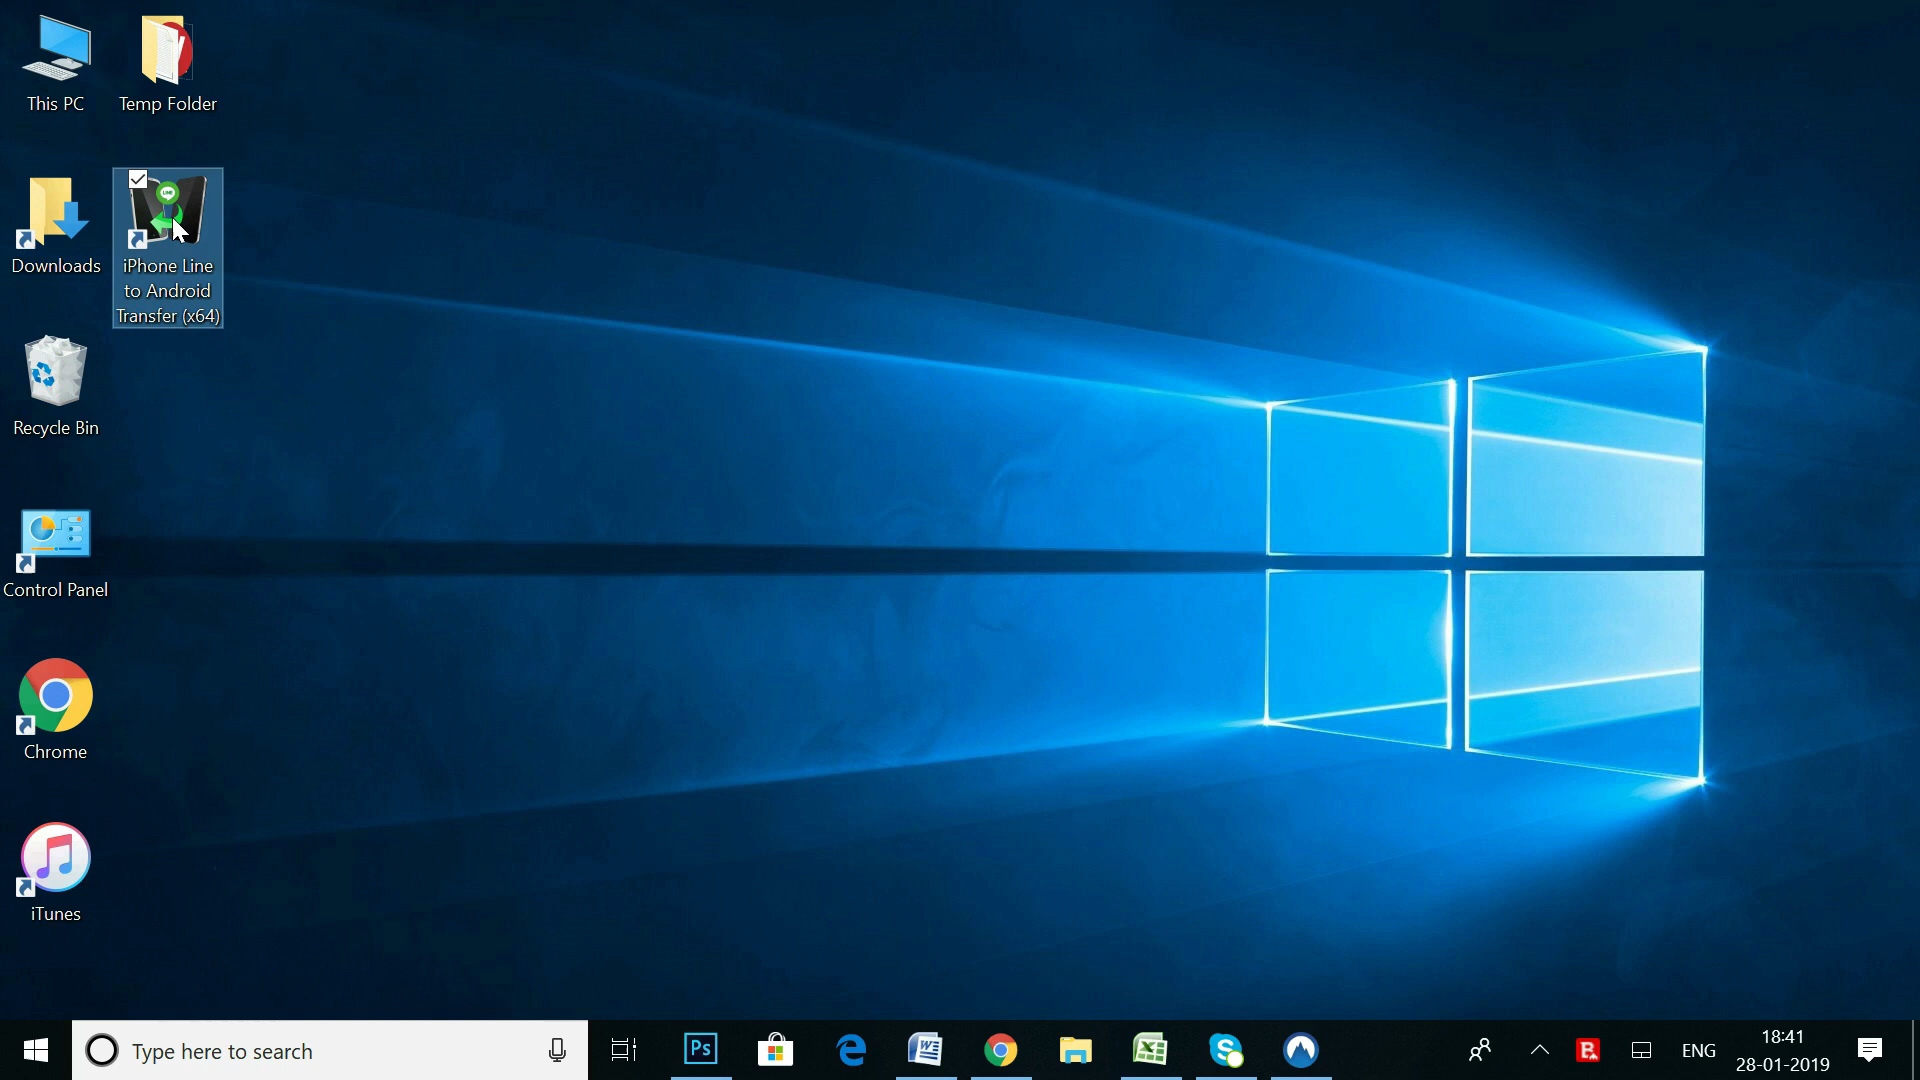 This PC
Temp Folder
Downloads
LINE
iPhone Line
to Android
Transfer (x64)
Recycle Bin
Control Panel
Chrome
iTunes
Type here to search
Ps
ENG
18:41
28-01-2019